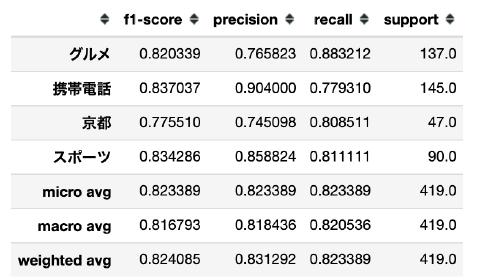 f1-score precision recall support
グルメ 0.820339 0.765823 0.883212 137.0
携帯電話 0.837037 0.904000 0.779310 145.0
京都 0.775510 0.745098 0.808511 47.0
スポーツ 0.834286 0.858824 0.811111 90.0
micro avg 0.823389 0.823389 0.823389 419.0
macro avg 0.816793 0.818436 0.820536 419.0
weighted avg 0.824085 0.831292 0.823389 419.0